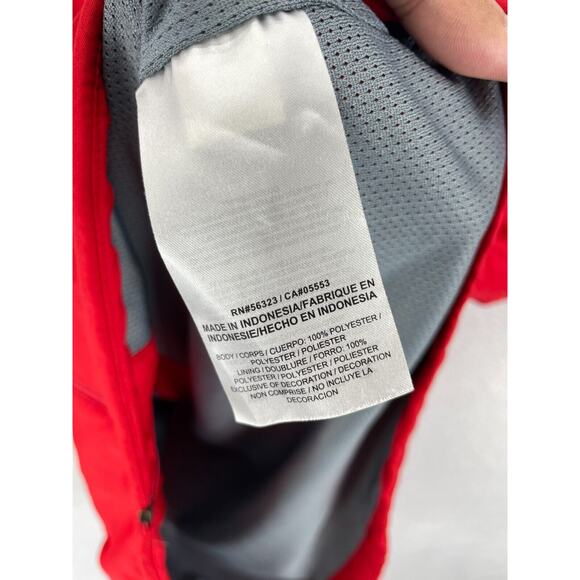 RN#56323 / CA#05553
MADE IN INDONESIA/FABRIQUE EN
INDONESIE/HECHO EN INDONESIA
BODY / CORPS / CUERPO: 100% POLYESTER /
POLYESTER / POLIESTER
LINING / DOUBLURE / FORRO: 100%
POLYESTER / POLYESTER / POLIESTER
EXCLUSIVE OF DECORATION / DECORATION
NON COMPRISE / NO INCLUYE LA
DECORACION